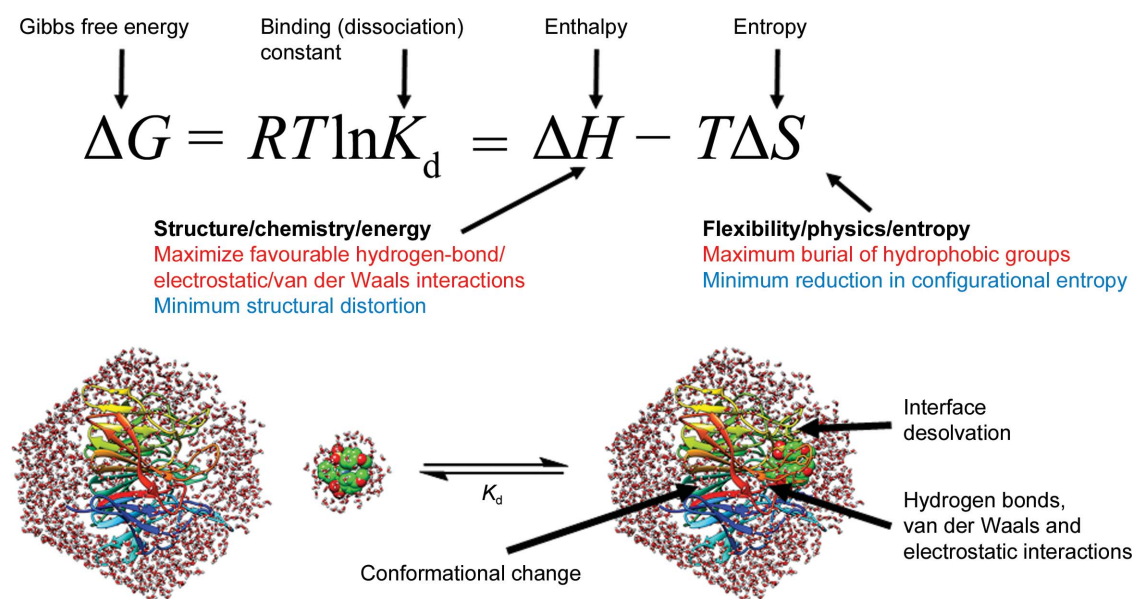 Gibbs free energy
Binding (dissociation)
constant
Enthalpy
Entropy
ΔG = RTlnKd = ΔH − TΔS
Structure/chemistry/energy
Maximize favourable hydrogen-bond/
electrostatic/van der Waals interactions
Minimum structural distortion
Flexibility/physics/entropy
Maximum burial of hydrophobic groups
Minimum reduction in configurational entropy
Kd
Interface
desolvation
Hydrogen bonds,
van der Waals and
electrostatic interactions
Conformational change